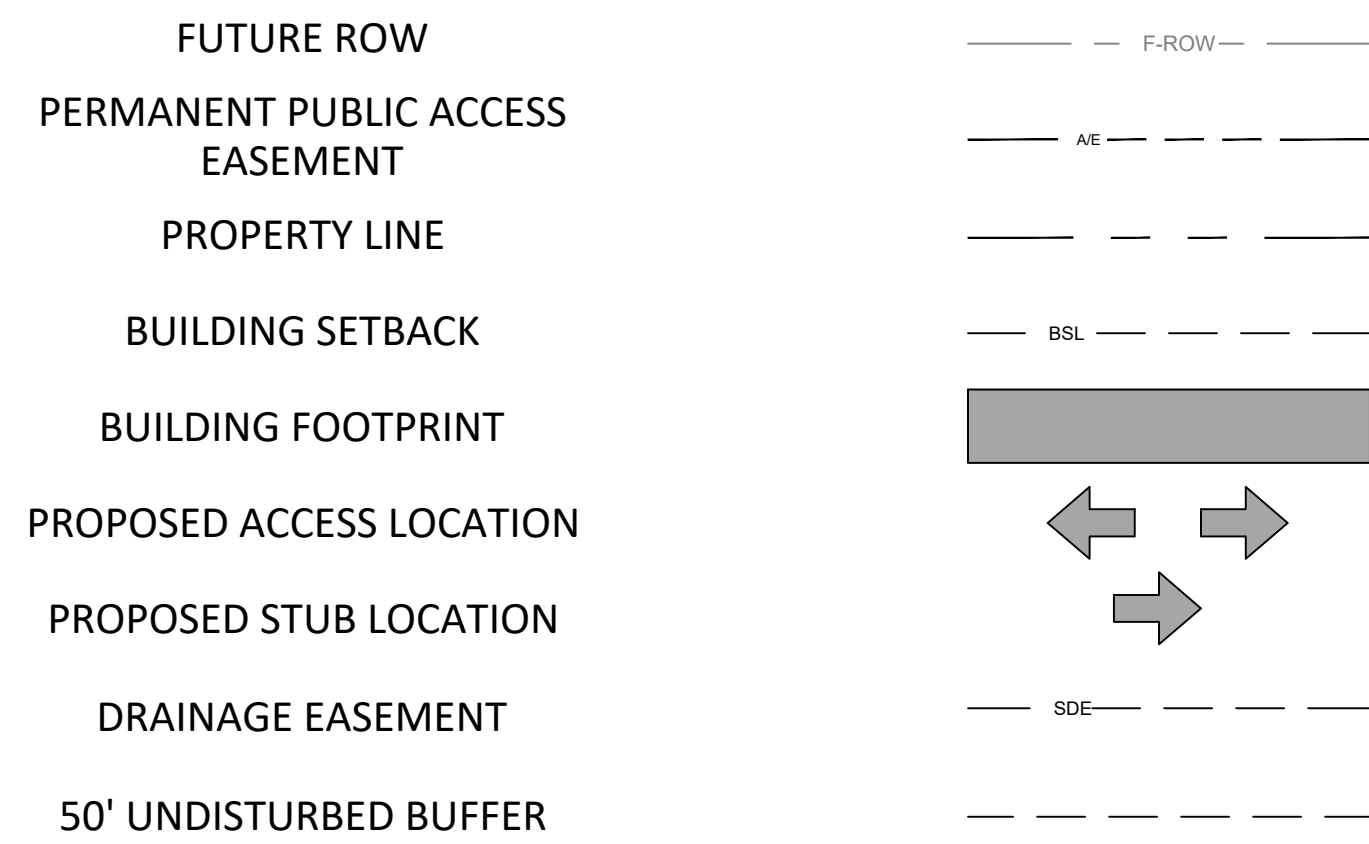 FUTURE ROW
F-ROW
PERMANENT PUBLIC ACCESS
EASEMENT
A/E
PROPERTY LINE
BUILDING SETBACK
BSL
BUILDING FOOTPRINT
PROPOSED ACCESS LOCATION
PROPOSED STUB LOCATION
DRAINAGE EASEMENT
SDE
50' UNDISTURBED BUFFER